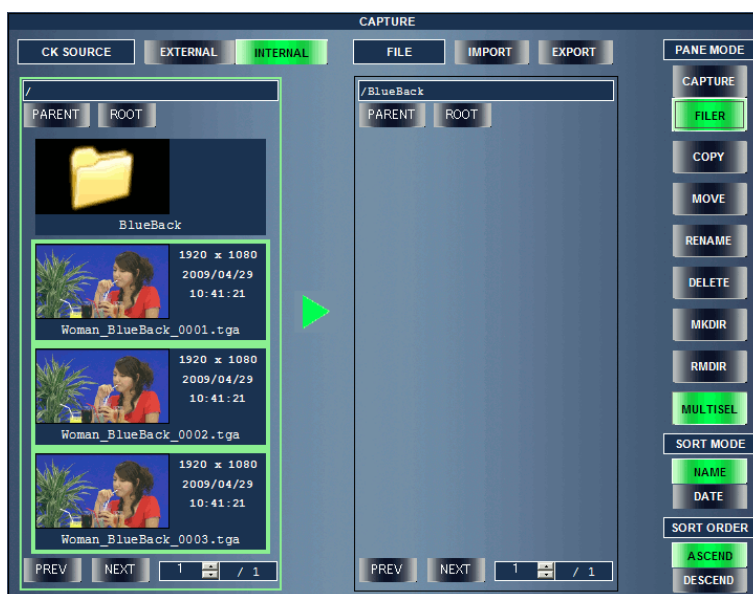 CAPTURE
CK SOURCE EXTERNAL INTERNAL FILE IMPORT EXPORT PANE MODE
/ /BlueBack CAPTURE
PARENT ROOT PARENT ROOT FILER
COPY
BlueBack
MOVE
1920 x 1080
2009/04/29
10:41:21
Woman_BlueBack_0001.tga
RENAME
DELETE
MKDIR
1920 x 1080
2009/04/29
10:41:21
Woman_BlueBack_0002.tga
RMDIR
MULTISEL
SORT MODE
1920 x 1080
2009/04/29
10:41:21
Woman_BlueBack_0003.tga
NAME
DATE
SORT ORDER
PREV NEXT 1 / 1 PREV NEXT 1 / 1
ASCEND
DESCEND